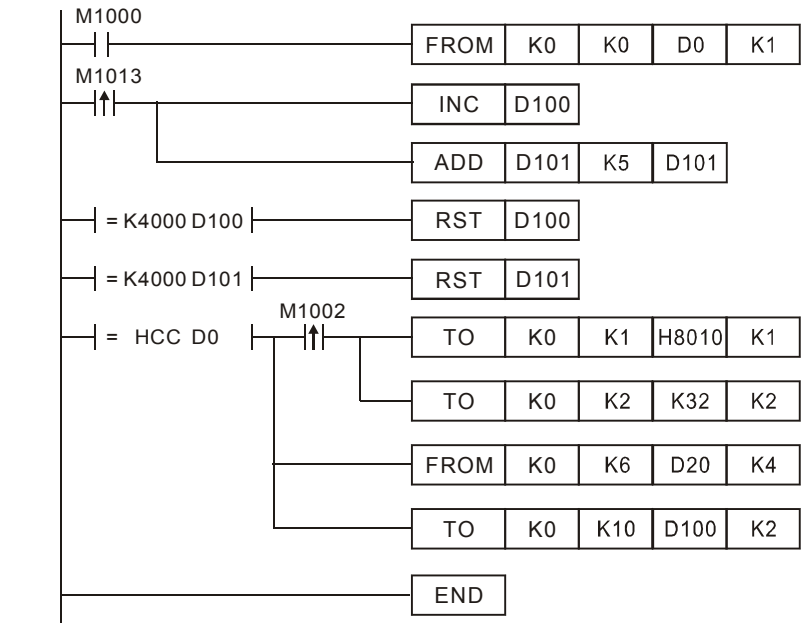 M1000
FROM K0 K0 D0 K1
M1013
INC D100
ADD D101 K5 D101
= K4000 D100 RST D100
= K4000 D101 RST D101
M1002
= HCC D0 TO K0 K1 H8010 K1
TO K0 K2 K32 K2
FROM K0 K6 D20 K4
TO K0 K10 D100 K2
END